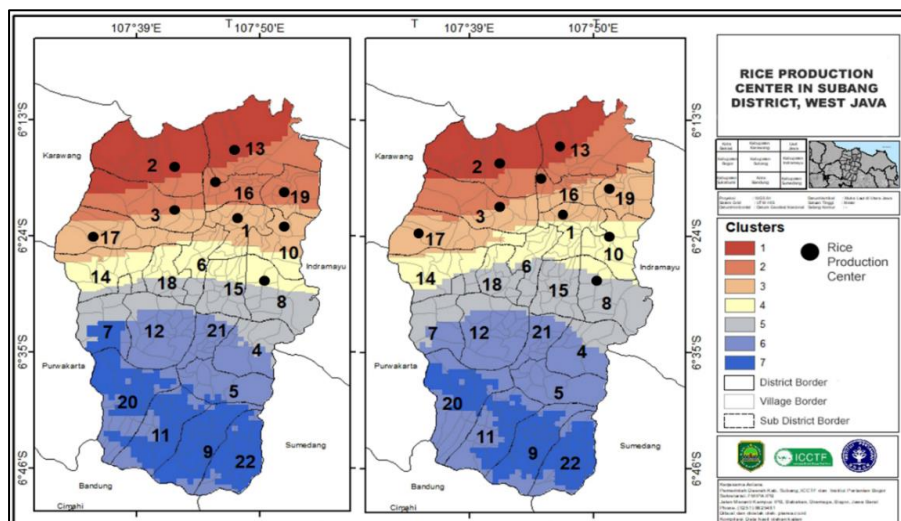 T
T
107°39'E
107°50'E
107°39'E
107°50'E
6°13'S
6°24'S
6°35'S
6°46'S
Karawang
Indramayu
Purwakarta
Sumedang
Bandung
Cimahi
2
13
16
19
3
1
17
10
14
18
6
15
8
7
12
21
4
20
5
11
9
22
Karawang
Indramayu
Purwakarta
Sumedang
Bandung
Cimahi
2
13
16
19
3
1
17
10
14
18
6
15
8
7
12
21
4
20
5
11
9
22
6°13'S
6°24'S
6°35'S
6°46'S
RICE PRODUCTION
CENTER IN SUBANG
DISTRICT, WEST JAVA
Clusters
1
2
3
4
5
6
7
Rice
Production
Center
District Border
Village Border
Sub District Border
ICCTF